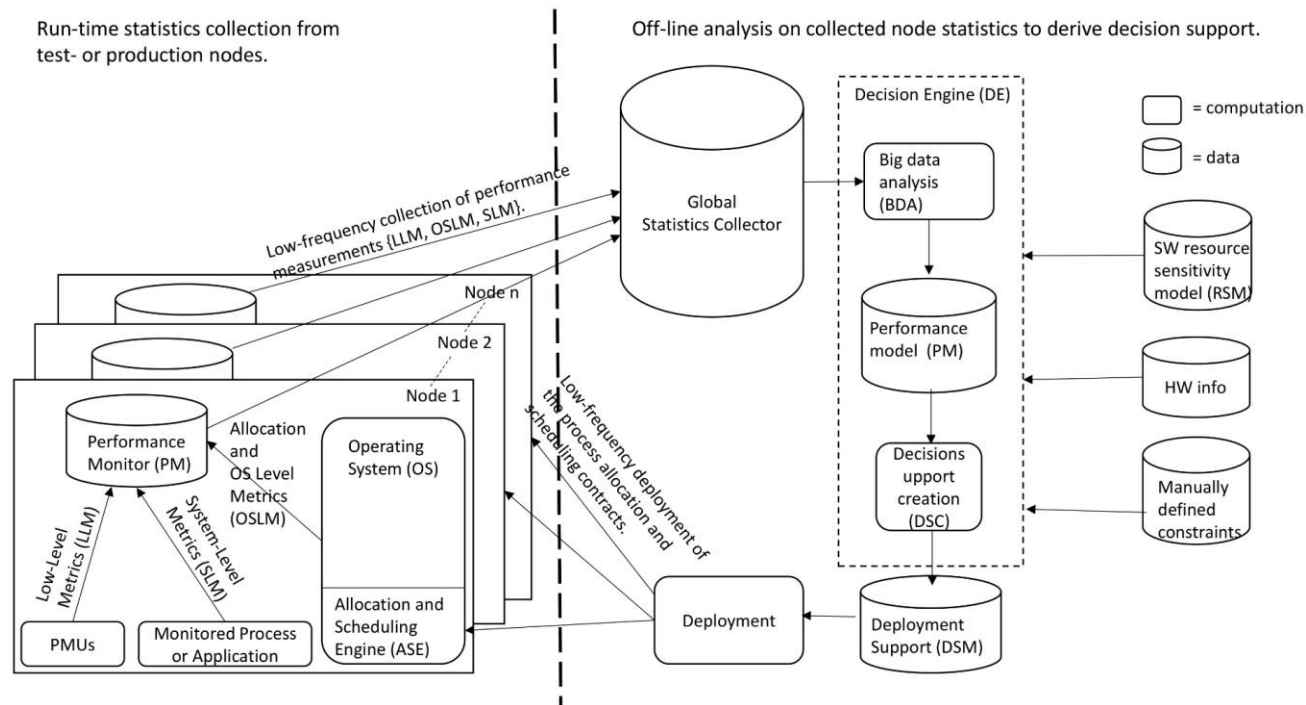 Run-time statistics collection from
test- or production nodes.
Off-line analysis on collected node statistics to derive decision support.
Decision Engine (DE)
= computation
= data
Big data
analysis
(BDA)
Global
Statistics Collector
Low-frequency collection of performance
measurements {LLM, OSLM, SLM}.
SW resource
sensitivity
model (RSM)
Node n
Node 2
Node 1
Performance
model (PM)
HW info
Performance
Monitor (PM)
Allocation
and
OS Level
Metrics
(OSLM)
Operating
System (OS)
Low-frequency deployment of
the process allocation and
scheduling contracts.
Decisions
upport
creation
(DSC)
Manually
defined
constraints
Low-Level
Metrics (LLM)
System-Level
Metrics (SLM)
PMUs
Monitored Process
or Application
Allocation and
Scheduling
Engine (ASE)
Deployment
Deployment
Support (DSM)